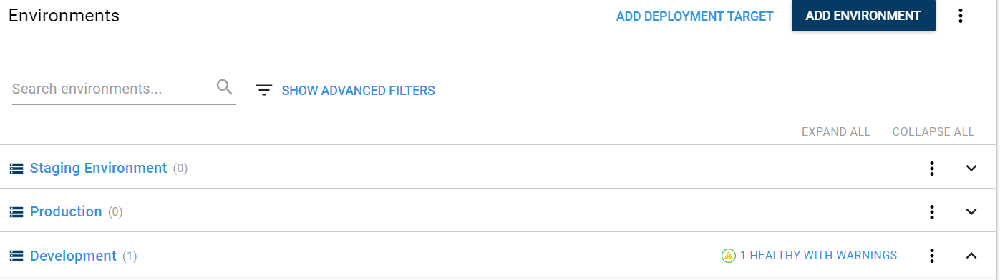 Environments
ADD DEPLOYMENT TARGET
ADD ENVIRONMENT
Search environments...
SHOW ADVANCED FILTERS
EXPAND ALL
COLLAPSE ALL
Staging Environment (0)
Production (0)
Development (1)
1 HEALTHY WITH WARNINGS